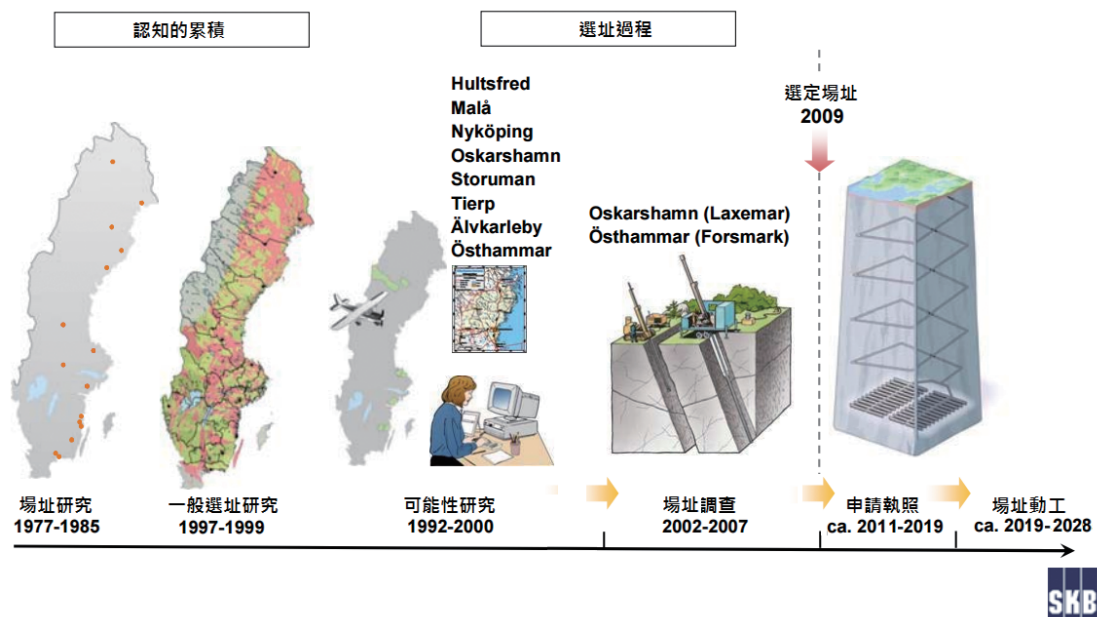 認知的累積
選址過程
Hultsfred
Malå
Nyköping
Oskarshamn
Storuman
Tierp
Älvkarleby
Östhammar
選定場址
2009
Oskarshamn (Laxemar)
Östhammar (Forsmark)
場址研究
1977-1985
一般選址研究
1997-1999
可能性研究
1992-2000
場址調查
2002-2007
申請執照
ca. 2011-2019
場址動工
ca. 2019-2028
SKB